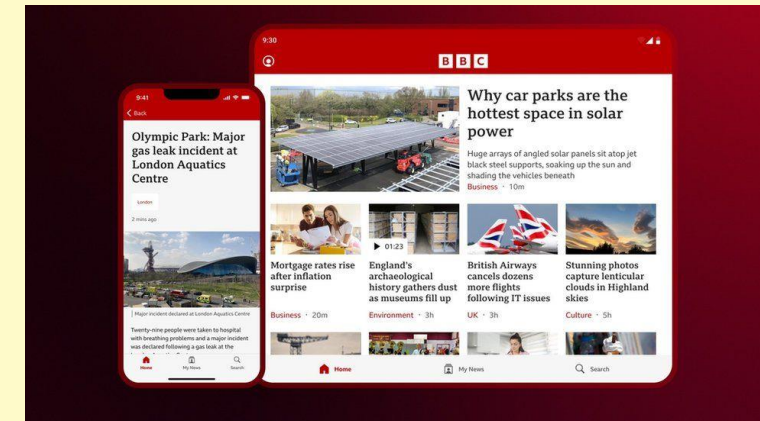 9:41
Back
Olympic Park: Major
gas leak incident at
London Aquatics
Centre
London
2 mins ago
Major incident declared at London Aquatics Centre
Twenty-nine people were taken to hospital
with breathing problems and a major incident
was declared following a gas leak at the
Home
My News
Search
9:30
BBC
Why car parks are the
hottest space in solar
power
Huge arrays of angled solar panels sit atop jet
black steel supports, soaking up the sun and
shading the vehicles beneath
Business · 10m
Mortgage rates rise
after inflation
surprise
Business · 20m
01:23
England's
archaeological
history gathers dust
as museums fill up
Environment · 3h
British Airways
cancels dozens
more flights
following IT issues
UK · 3h
Stunning photos
capture lenticular
clouds in Highland
skies
Culture · 5h
Home
My News
Search